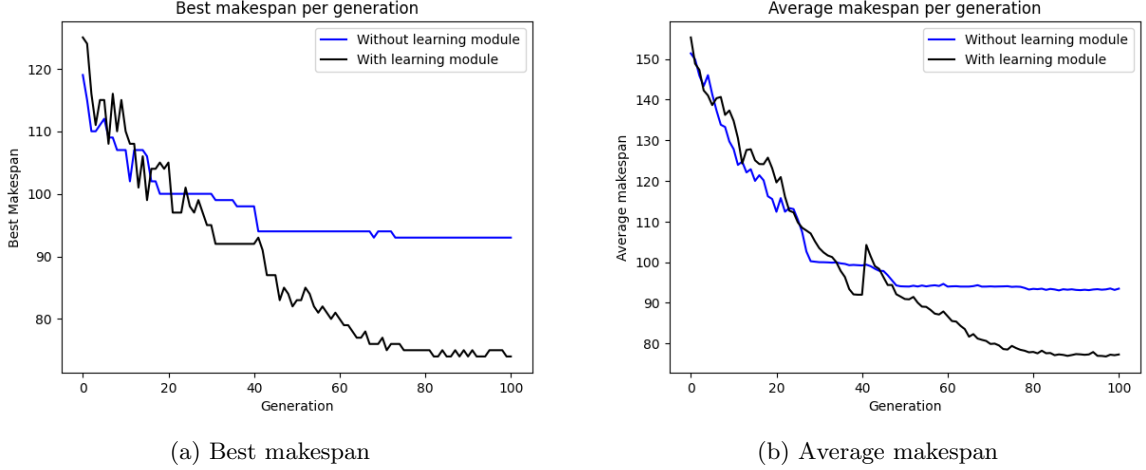 Best makespan per generation
Without learning module
With learning module
120
110
100
90
80
Best Makespan
0 20 40 60 80 100
Generation
(a) Best makespan
Average makespan per generation
Without learning module
With learning module
150
140
130
120
110
100
90
80
Average makespan
0 20 40 60 80 100
Generation
(b) Average makespan